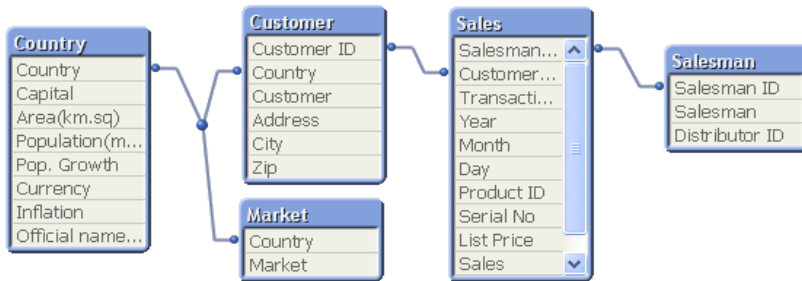 Country
Country
Capital
Area(km.sq)
Population(m...
Pop. Growth
Currency
Inflation
Official name...
Customer
Customer ID
Country
Customer
Address
City
Zip
Market
Country
Market
Sales
Salesman...
Customer...
Transacti...
Year
Month
Day
Product ID
Serial No
List Price
Sales
Salesman
Salesman ID
Salesman
Distributor ID